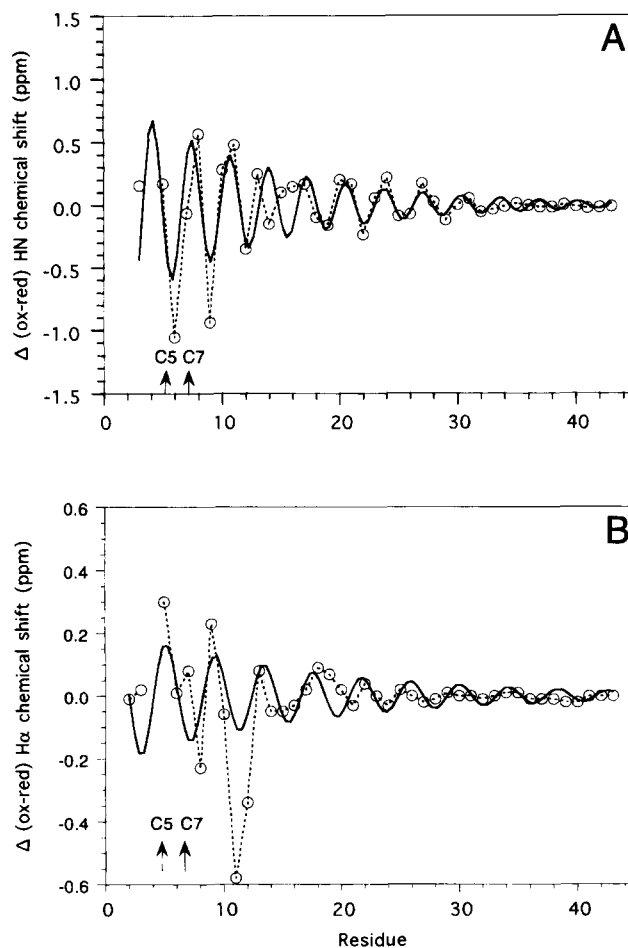 A
Δ (ox-red) HN chemical shift (ppm)
1.5
1.0
0.5
0.0
-0.5
-1.0
-1.5
C5 C7
0 10 20 30 40
B
Δ (ox-red) Hα chemical shift (ppm)
0.6
0.4
0.2
0.0
-0.2
-0.4
-0.6
C5 C7
0 10 20 30 40
Residue